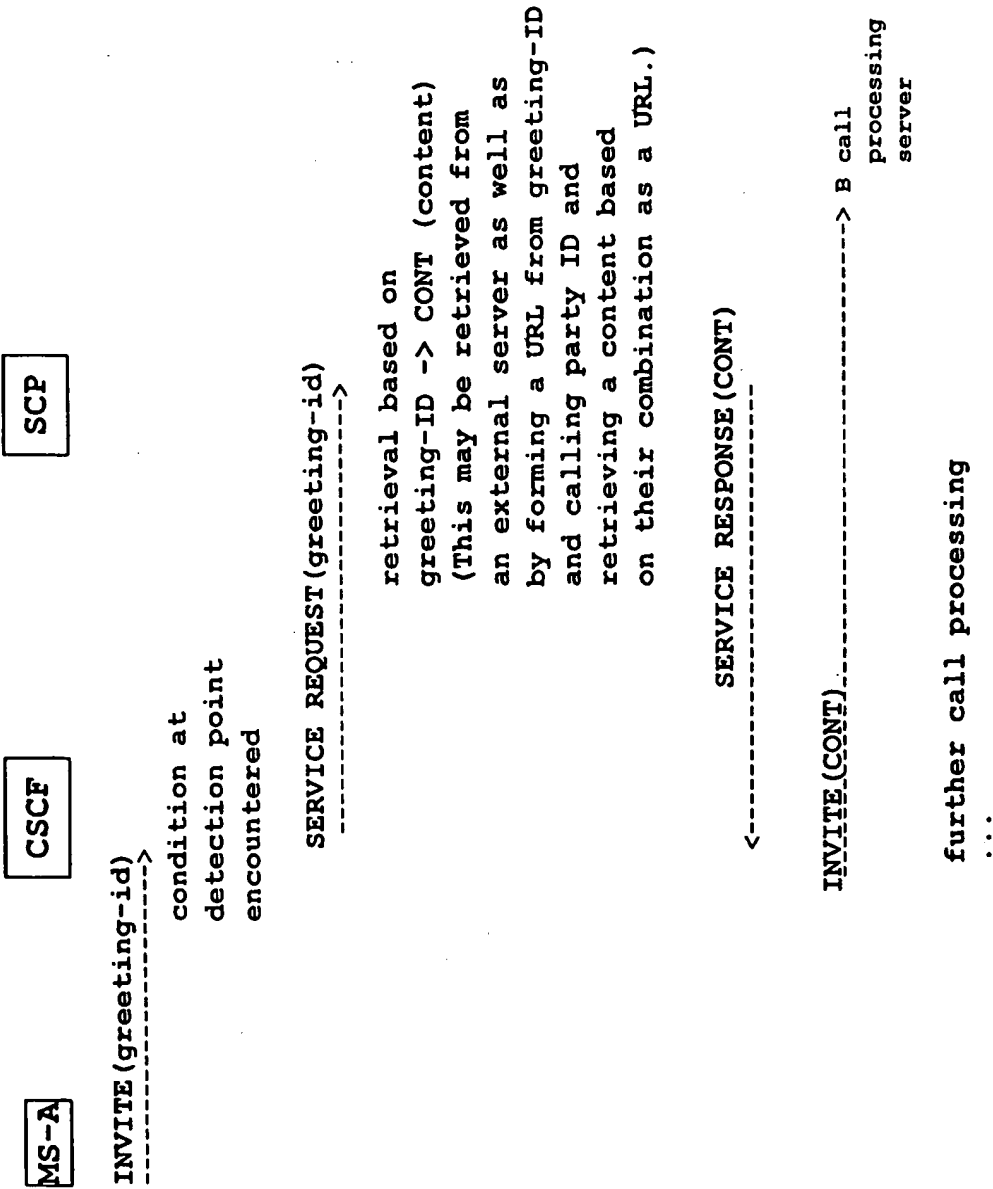 MS-A
CSCF
SCP
INVITE(greeting-id)
condition at
detection point
encountered
SERVICE REQUEST(greeting-id)
retrieval based on
greeting-ID -> CONT (content)
(This may be retrieved from
an external server as well as
by forming a URL from greeting-ID
and calling party ID and
retrieving a content based
on their combination as a URL.)
SERVICE RESPONSE(CONT)
INVITE(CONT)
B call
processing
server
further call processing
...